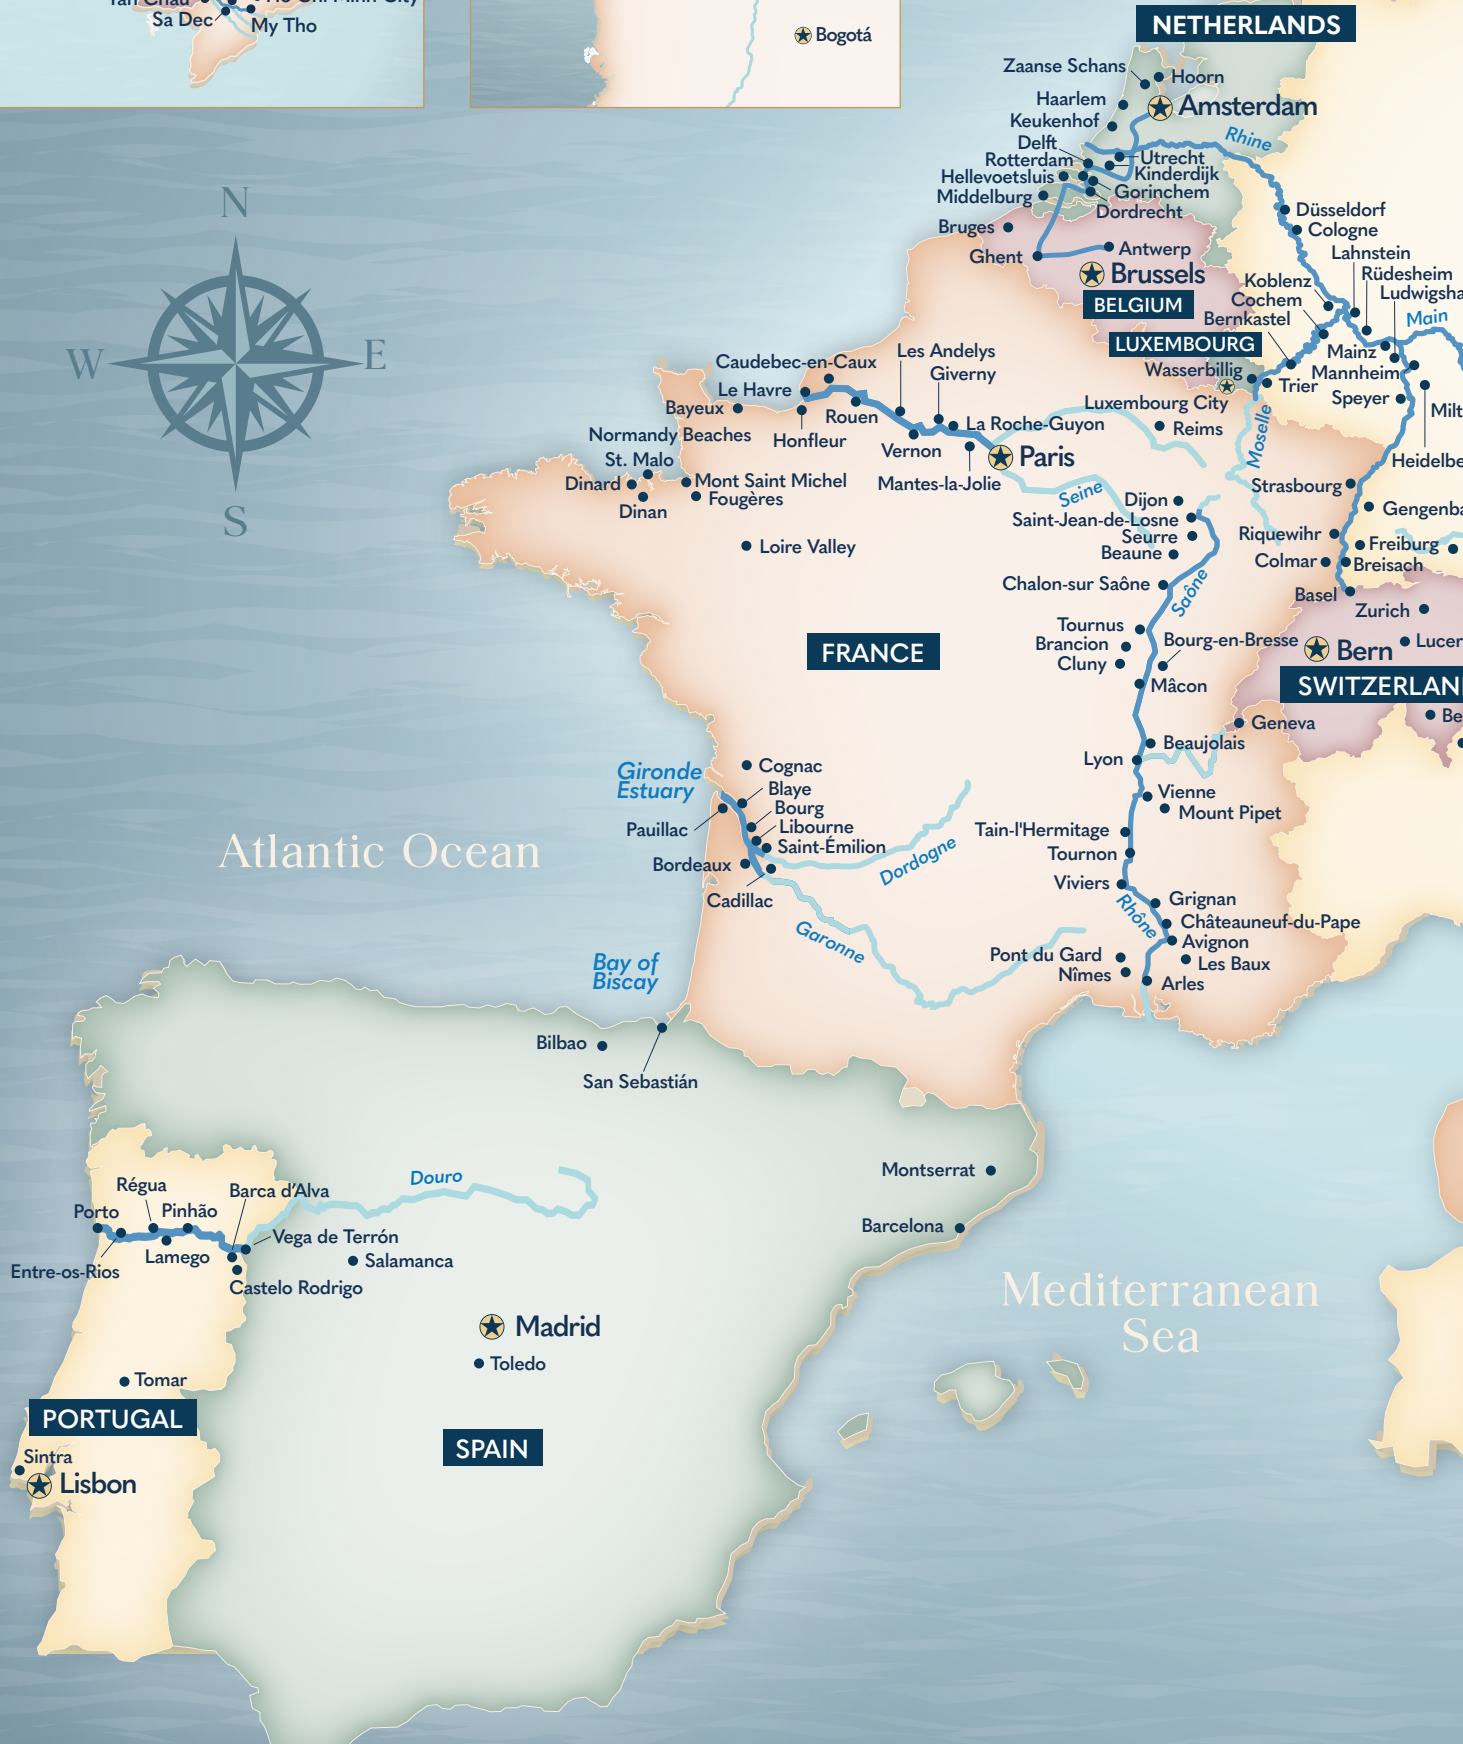 Sa Dec
My Tho
Bogotá
NETHERLANDS
Zaanse Schans
Hoorn
Haarlem
Amsterdam
Keukenhof
Rhine
Delft
Utrecht
Rotterdam
Kinderdijk
Hellevoetsluis
Gorinchem
Middelburg
Dordrecht
Düsseldorf
Cologne
Bruges
Antwerp
Ghent
Lahnstein
Brussels
Rüdesheim
Koblenz
Ludwigsha
BELGIUM
Cochem
Bernkastel
Main
LUXEMBOURG
Mainz
Wasserbillig
Mannheim
Trier
Luxembourg City
Speyer
Milt
Moselle
Heidelbe
N
W
E
S
Caudebec-en-Caux
Les Andelys
Giverny
Le Havre
Bayeux
Rouen
La Roche-Guyon
Reims
Normandy Beaches
Honfleur
Vernon
Paris
St. Malo
Mont Saint Michel
Mantes-la-Jolie
Dinard
Fougères
Dinan
Seine
Dijon
Strasbourg
Gengenba
Saint-Jean-de-Losne
Seurre
Riquewihr
Freiburg
Beaune
Colmar
Breisach
Loire Valley
Chalon-sur Saône
Saône
Basel
Zurich
Tournus
Brancion
Bourg-en-Bresse
Bern
Lucer
FRANCE
Cluny
Mâcon
SWITZERLAN
Geneva
Be
Beaujolais
Lyon
Gironde
Estuary
Cognac
Blaye
Bourg
Vienne
Mount Pipet
Pauillac
Libourne
Tain-l'Hermitage
Saint-Émilion
Dordogne
Tournon
Atlantic Ocean
Bordeaux
Viviers
Cadillac
Grignan
Rhône
Châteauneuf-du-Pape
Garonne
Avignon
Pont du Gard
Les Baux
Nîmes
Arles
Bay of
Biscay
Bilbao
San Sebastián
Montserrat
Barcelona
Douro
Régua
Barca d'Alva
Porto
Pinhão
Vega de Terrón
Lamego
Salamanca
Entre-os-Rios
Castelo Rodrigo
Mediterranean
Sea
Madrid
Toledo
Tomar
PORTUGAL
SPAIN
Sintra
Lisbon